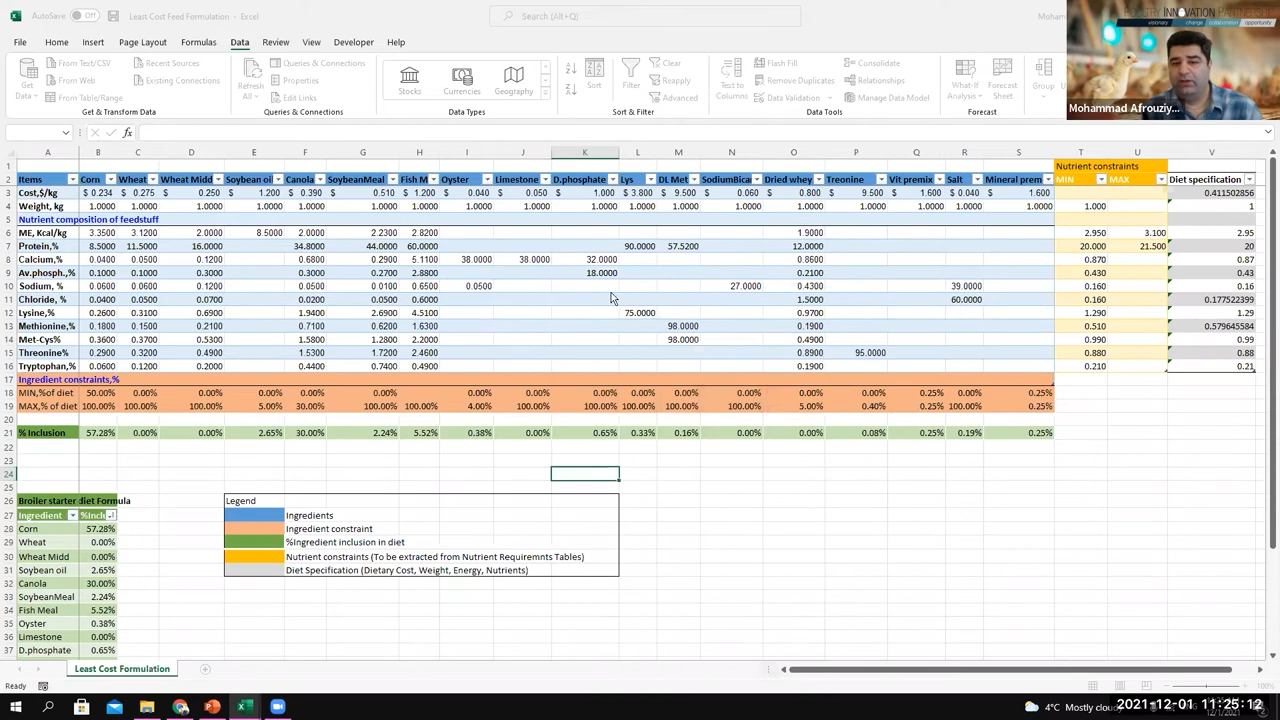 AutoSave Off Least Cost Feed Formulation - Excel Search (Alt+Q) Moham
INNOVATION PARTNERSHIP
visionary change collaboration opportunity
File Home Insert Page Layout Formulas Data Review View Developer Help
Get Data From Text/CSV From Web From Table/Range Recent Sources Existing Connections
Refresh All Queries & Connections Properties Edit Links
Stocks Currencies Geography
Sort Filter Clear Reapply Advanced
Text to Columns Flash Fill Remove Duplicates Data Validation Consolidate Relationships Manage Data Model
What-If Analysis Forecast Sheet Group
Get & Transform Data Queries & Connections Data Types Sort & Filter Data Tools Forecast
Mohammad Afrouziy...
fx
A B C D E F G H I J K L M N O P Q R S T U V
1 Nutrient constraints
2 Items Corn Wheat Wheat Midd Soybean oil Canola Soybean Fish M Oyster Limestone D.phosphate Lys DL Met SodiumBica Dried whey Treonine Vit premix Salt Mineral prem MIN MAX Diet specification
3 Cost,$/kg $ 0.234 $ 0.275 $ 0.250 $ 1.200 $ 0.390 $ 0.510 $ 1.200 $ 0.040 $ 0.050 $ 1.000 $ 3.800 $ 9.500 $ 0.060 $ 0.800 $ 9.500 $ 1.600 $ 0.040 $ 1.600 0.411502856
4 Weight, kg 1.0000 1.0000 1.0000 1.0000 1.0000 1.0000 1.0000 1.0000 1.0000 1.0000 1.0000 1.0000 1.0000 1.0000 1.0000 1.0000 1.0000 1.0000 1.000 1
5 Nutrient composition of feedstuff
6 ME, Kcal/kg 3.3500 3.1200 2.0000 8.5000 2.0000 2.2300 2.8200 1.9000 2.950 3.100 2.95
7 Protein,% 8.5000 11.5000 16.0000 34.8000 44.0000 60.0000 90.0000 57.5200 12.0000 20.000 21.500 20
8 Calcium,% 0.0400 0.0500 0.1200 0.6800 0.2900 5.1100 38.0000 38.0000 32.0000 0.8600 0.870 0.87
9 Av.phosph.,% 0.1000 0.1000 0.3000 0.3000 0.2700 2.8800 18.0000 0.2100 0.430 0.43
10 Sodium, % 0.0600 0.0600 0.1200 0.0500 0.0100 0.6500 0.0500 27.0000 0.4300 39.0000 0.160 0.16
11 Chloride, % 0.0400 0.0500 0.0700 0.0200 0.0500 0.6000 1.5000 60.0000 0.160 0.177522399
12 Lysine,% 0.2600 0.3100 0.6900 1.9400 2.6900 4.5100 75.0000 0.9700 1.290 1.29
13 Methionine,% 0.1800 0.1500 0.2100 0.7100 0.6200 1.6300 98.0000 0.1900 0.510 0.579645584
14 Met-Cys% 0.3600 0.3700 0.5300 1.5800 1.2800 2.2000 98.0000 0.4900 0.990 0.99
15 Threonine% 0.2900 0.3200 0.4900 1.5300 1.7200 2.4600 0.8900 95.0000 0.880 0.88
16 Tryptophan,% 0.0600 0.1200 0.2000 0.4400 0.7400 0.4900 0.1900 0.210 0.21
17 Ingredient constraints,%
18 MIN,%of diet 50.00% 0.00% 0.00% 0.00% 0.00% 0.00% 0.00% 0.00% 0.00% 0.00% 0.00% 0.00% 0.00% 0.00% 0.00% 0.25% 0.00% 0.25%
19 MAX,% of diet 100.00% 100.00% 100.00% 5.00% 30.00% 100.00% 100.00% 4.00% 100.00% 100.00% 100.00% 100.00% 100.00% 5.00% 0.40% 0.25% 100.00% 0.25%
20
21 % Inclusion 57.28% 0.00% 0.00% 2.65% 30.00% 2.24% 5.52% 0.38% 0.00% 0.65% 0.33% 0.16% 0.00% 0.00% 0.08% 0.25% 0.19% 0.25%
22
23
24
25
26 Broiler starter diet Formula Legend
27 Ingredient %Incl Ingredients
28 Corn 57.28% Ingredient constraint
29 Wheat 0.00% %Ingredient inclusion in diet
30 Wheat Midd 0.00% Nutrient constraints (To be extracted from Nutrient Requiremnts Tables)
31 Soybean oil 2.65% Diet Specification (Dietary Cost, Weight, Energy, Nutrients)
32 Canola 30.00%
33 SoybeanMeal 2.24%
34 Fish Meal 5.52%
35 Oyster 0.38%
36 Limestone 0.00%
37 D.phosphate 0.65%
Least Cost Formulation
Ready 100%
4°C Mostly cloudy
2021-12-01 11:25:12